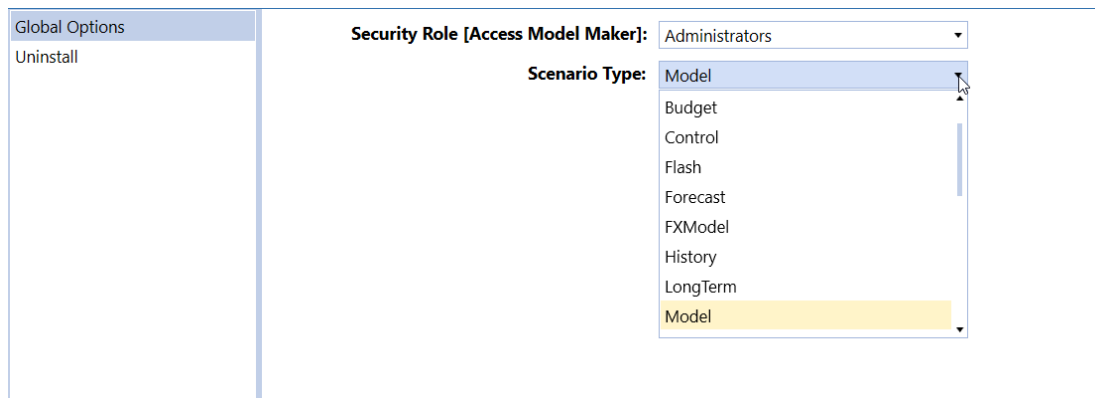 Global Options
Uninstall
Security Role [Access Model Maker]: Administrators
Scenario Type: Model
Budget
Control
Flash
Forecast
FXModel
History
LongTerm
Model